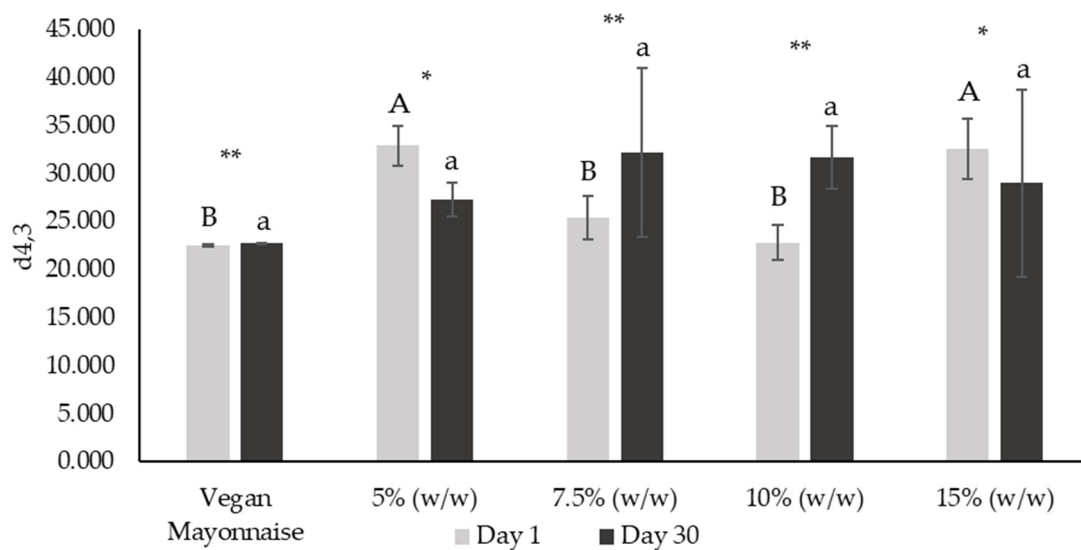 45.000
40.000
35.000
30.000
25.000
20.000
15.000
10.000
5.000
0.000
d4,3
** * ** ** *
B a A a B a B a A a
Vegan Mayonnaise
5% (w/w)
7.5% (w/w)
10% (w/w)
15% (w/w)
Day 1
Day 30